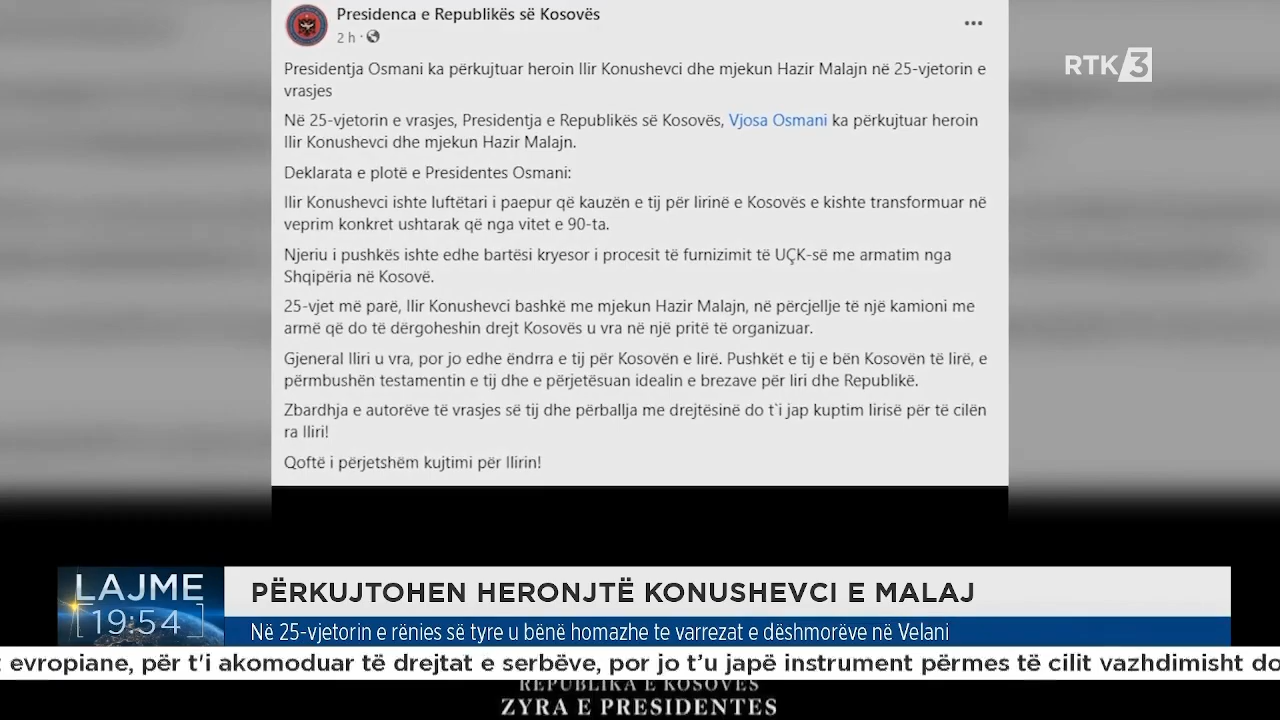 Presidenca e Republikës së Kosovës
2 h ·
RTK 3
Presidentja Osmani ka përkujtuar heroin Ilir Konushevci dhe mjekun Hazir Malajn në 25-vjetorin e
vrasjes
Në 25-vjetorin e vrasjes, Presidentja e Republikës së Kosovës, Vjosa Osmani ka përkujtuar heroin
Ilir Konushevci dhe mjekun Hazir Malajn.
Deklarata e plotë e Presidentes Osmani:
Ilir Konushevci ishte luftëtari i paepur që kauzën e tij për lirinë e Kosovës e kishte transformuar në
veprim konkret ushtarak që nga vitet e 90-ta.
Njeriu i pushkës ishte edhe bartësi kryesor i procesit të furnizimit të UÇK-së me armatim nga
Shqipëria në Kosovë.
25-vjet më parë, Ilir Konushevci bashkë me mjekun Hazir Malajn, në përcjellje të një kamioni me
armë që do të dërgoheshin drejt Kosovës u vra në një pritë të organizuar.
Gjeneral Iliri u vra, por jo edhe ëndrra e tij për Kosovën e lirë. Pushkët e tij e bën Kosovën të lirë, e
përmbushën testamentin e tij dhe e përjetësuan idealin e brezave për liri dhe Republikë.
Zbardhja e autorëve të vrasjes së tij dhe përballja me drejtësinë do t`i jap kuptim lirisë për të cilën
ra Iliri!
Qoftë i përjetshëm kujtimi për Ilirin!
LAJME
19:54
PËRKUJTOHEN HERONJTË KONUSHEVCI E MALAJ
Në 25-vjetorin e rënies së tyre u bënë homazhe te varrezat e dëshmorëve në Velani
evropiane, për t'i akomoduar të drejtat e serbëve, por jo t’u japë instrument përmes të cilit vazhdimisht do
REPUBLIKA E KOSOVËS
ZYRA E PRESIDENTES